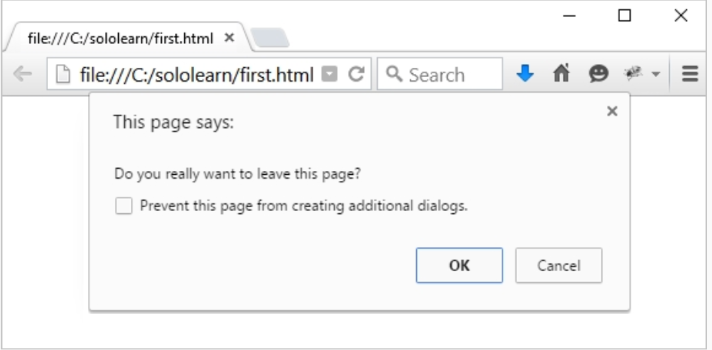 file:///C:/sololearn/first.html
file:///C:/sololearn/first.html Search
This page says:
Do you really want to leave this page?
Prevent this page from creating additional dialogs.
OK Cancel